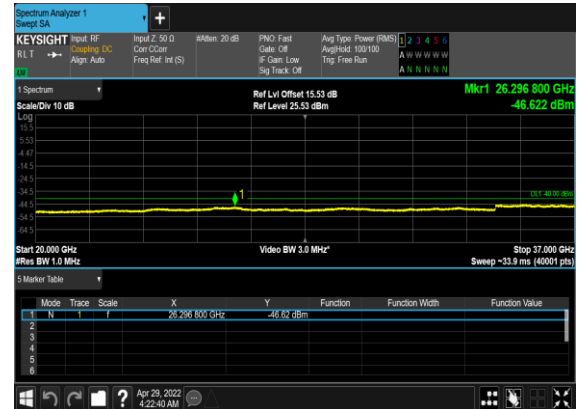 Spectrum Analyzer 1
Swept SA
+
KEYSIGHT Input: RF Input Z: 50 Ω #Atten: 20 dB PNO: Fast Avg Type: Power (RMS) 1 2 3 4 5 6
RLT Coupling: DC Corr CCorr Gate: Off Avg|Hold: 100/100 A W W W W W
Align: Auto Freq Ref: Int (S) IF Gain: Low Trig: Free Run
Sig Track: Off A N N N N N
1 Spectrum Ref Lvl Offset 15.53 dB Mkr1 26.296 800 GHz
Scale/Div 10 dB Ref Level 25.53 dBm -46.622 dBm
Log
15.5
5.53
-4.47
-14.5
-24.5
-34.5
1
DL1 -40.00 dBm
-44.5
-54.5
-64.5
Start 20.000 GHz Video BW 3.0 MHz* Stop 37.000 GHz
#Res BW 1.0 MHz Sweep ~33.9 ms (40001 pts)
5 Marker Table
Mode Trace Scale X Y Function Function Width Function Value
1 N 1 f 26.296 800 GHz -46.62 dBm
2
3
4
5
6
? Apr 29, 2022
4:22:40 AM